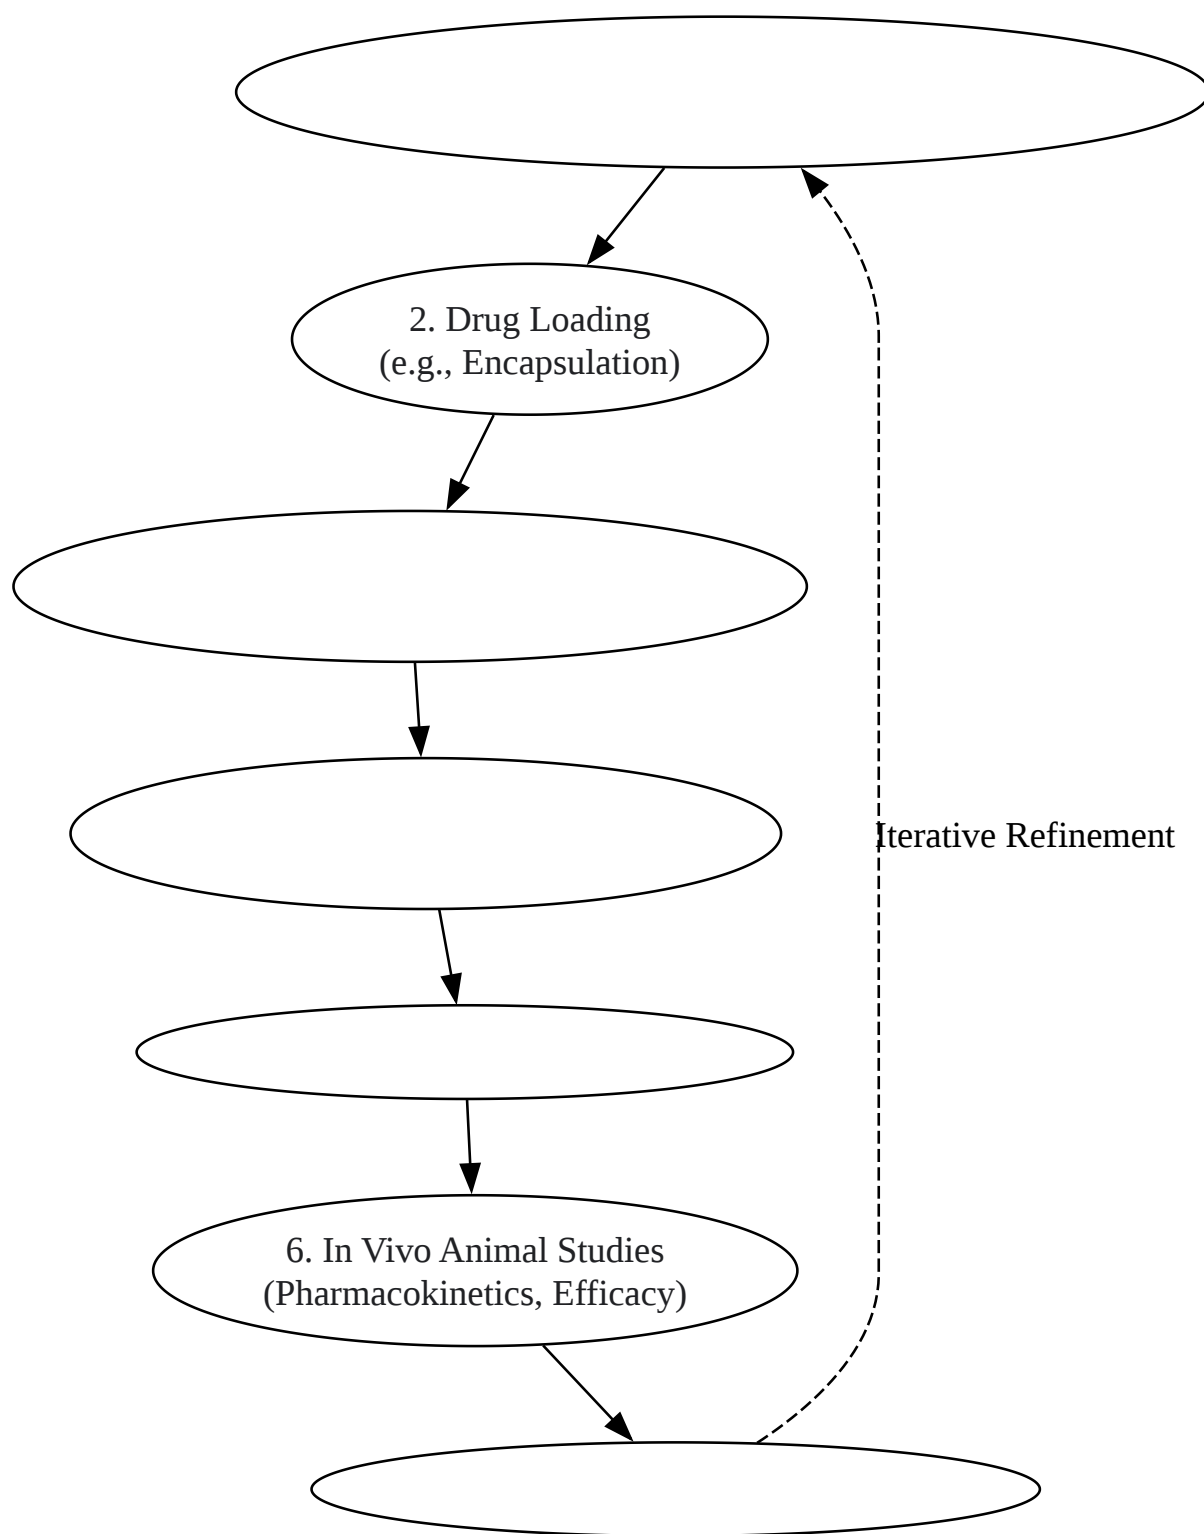 2. Drug Loading
(e.g., Encapsulation)
Iterative Refinement
6. In Vivo Animal Studies
(Pharmacokinetics, Efficacy)